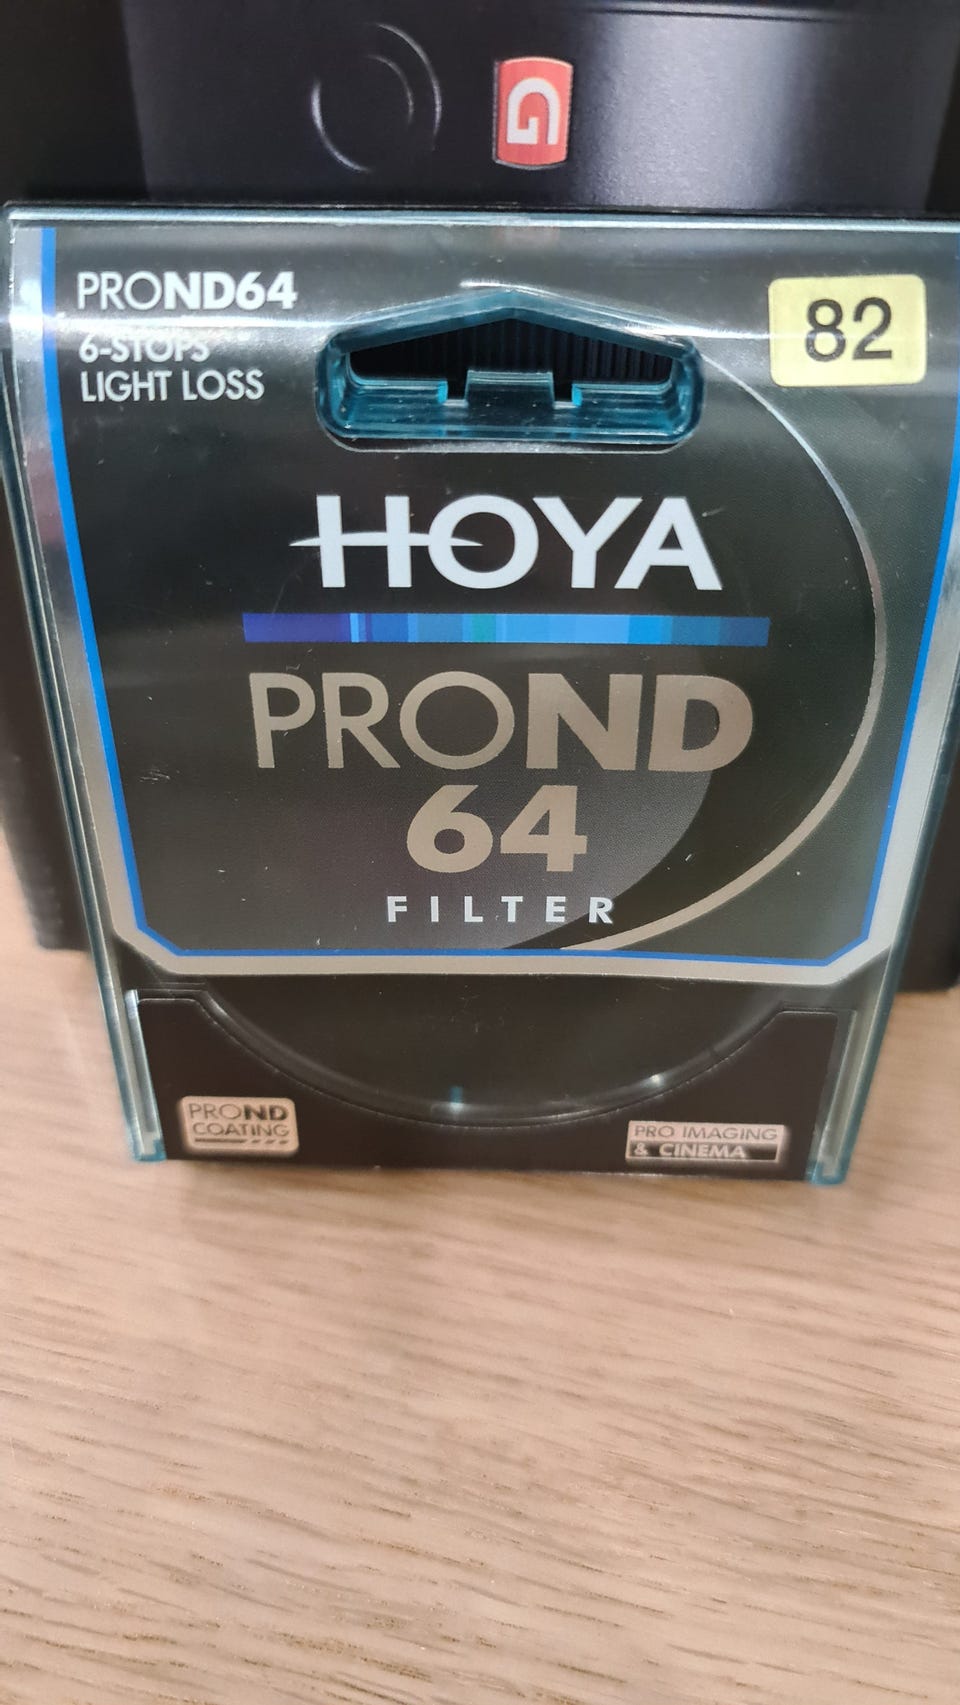 G
PROND64
6-STOPS
LIGHT LOSS
82
HOYA
PROND
64
FILTER
PROND
COATING
PRO IMAGING
& CINEMA